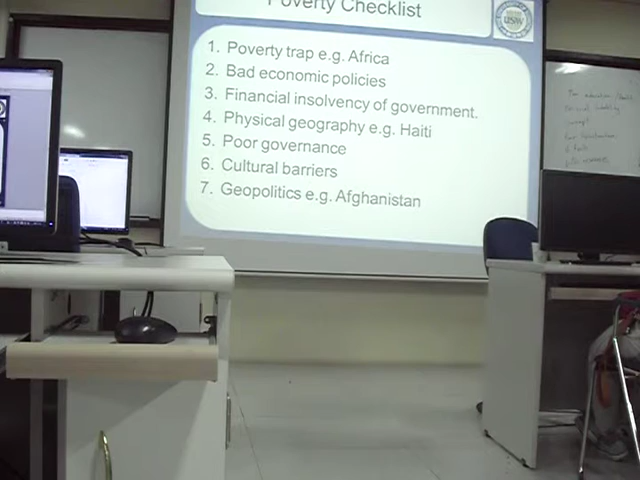 Poverty Checklist
1. Poverty trap e.g. Africa
2. Bad economic policies
3. Financial insolvency of government.
4. Physical geography e.g. Haiti
5. Poor governance
6. Cultural barriers
7. Geopolitics e.g. Afghanistan